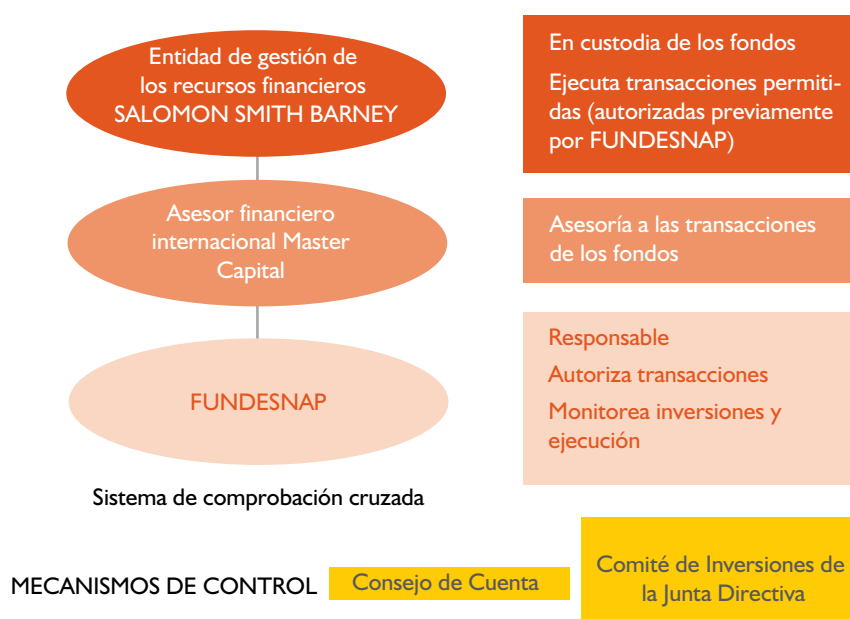 Entidad de gestión de
los recursos financieros
SALOMON SMITH BARNEY
En custodia de los fondos
Ejecuta transacciones permiti-
das (autorizadas previamente
por FUNDESNAP)
Asesor financiero
internacional Master
Capital
Asesoría a las transacciones
de los fondos
FUNDESNAP
Responsable
Autoriza transacciones
Monitorea inversiones y
ejecución
Sistema de comprobación cruzada
MECANISMOS DE CONTROL
Consejo de Cuenta
Comité de Inversiones de
la Junta Directiva